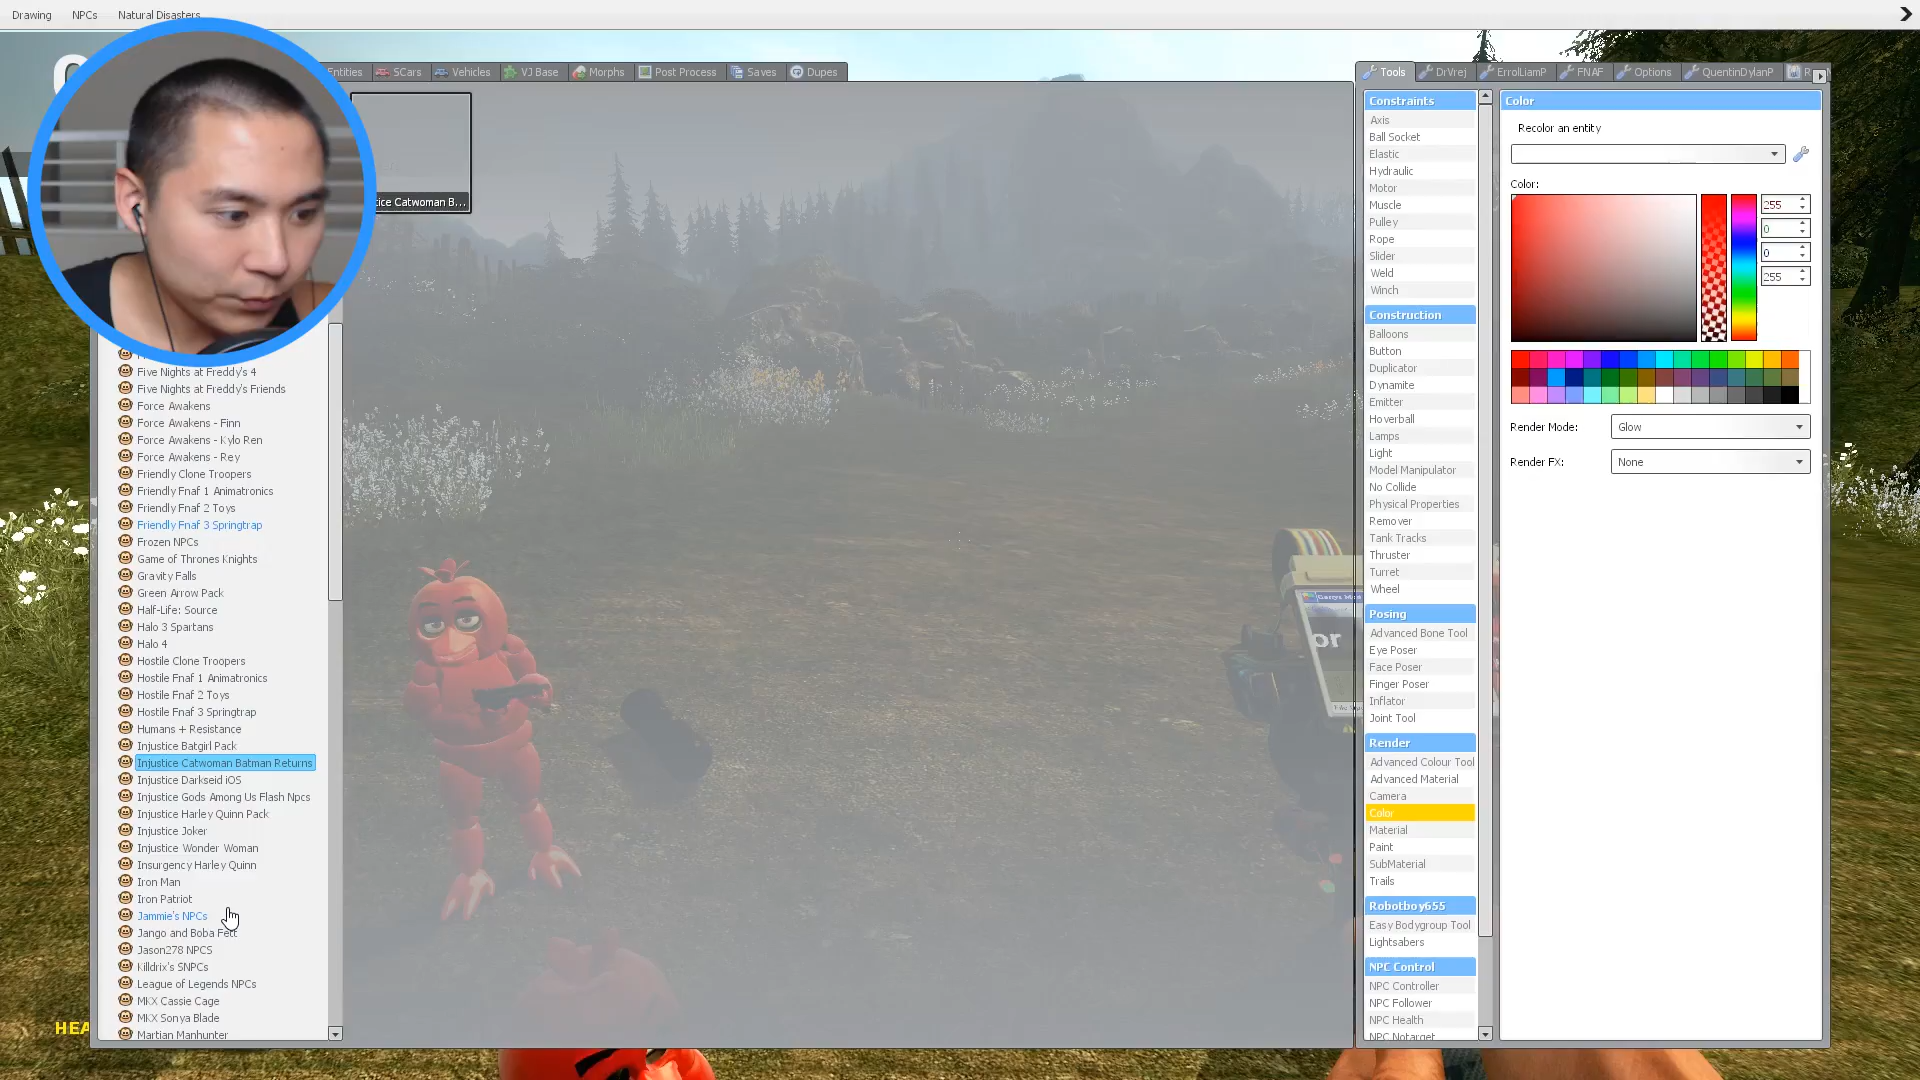 Drawing NPCs Natural Disasters
Entities SCars Vehicles VJ Base Morphs Post Process Saves Dupes
tice Catwoman B...
Five Nights at Freddy's 4
Five Nights at Freddy's Friends
Force Awakens
Force Awakens - Finn
Force Awakens - Kylo Ren
Force Awakens - Rey
Friendly Clone Troopers
Friendly Fnaf 1 Animatronics
Friendly Fnaf 2 Toys
Friendly Fnaf 3 Springtrap
Frozen NPCs
Game of Thrones Knights
Gravity Falls
Green Arrow Pack
Half-Life: Source
Halo 3 Spartans
Halo 4
Hostile Clone Troopers
Hostile Fnaf 1 Animatronics
Hostile Fnaf 2 Toys
Hostile Fnaf 3 Springtrap
Humans + Resistance
Injustice Batgirl Pack
Injustice Catwoman Batman Returns
Injustice Darkseid iOS
Injustice Gods Among Us Flash Npcs
Injustice Harley Quinn Pack
Injustice Joker
Injustice Wonder Woman
Insurgency Harley Quinn
Iron Man
Iron Patriot
Jammie's NPCs
Jango and Boba Fett
Jason278 NPCS
Killdrix's SNPCs
League of Legends NPCs
MKX Cassie Cage
MKX Sonya Blade
Martian Manhunter
HEA
or
Tools DrVrej ErrolLiamP FNAF Options QuentinDylanP R
Constraints
Axis
Ball Socket
Elastic
Hydraulic
Motor
Muscle
Pulley
Rope
Slider
Weld
Winch
Construction
Balloons
Button
Duplicator
Dynamite
Emitter
Hoverball
Lamps
Light
Model Manipulator
No Collide
Physical Properties
Remover
Tank Tracks
Thruster
Turret
Wheel
Posing
Advanced Bone Tool
Eye Poser
Face Poser
Finger Poser
Inflator
Joint Tool
Render
Advanced Colour Tool
Advanced Material
Camera
Color
Material
Paint
SubMaterial
Trails
Robotboy655
Easy Bodygroup Tool
Lightsabers
NPC Control
NPC Controller
NPC Follower
NPC Health
NPC Notarget
Color
Recolor an entity
Color:
255
0
0
255
Render Mode: Glow
Render FX: None